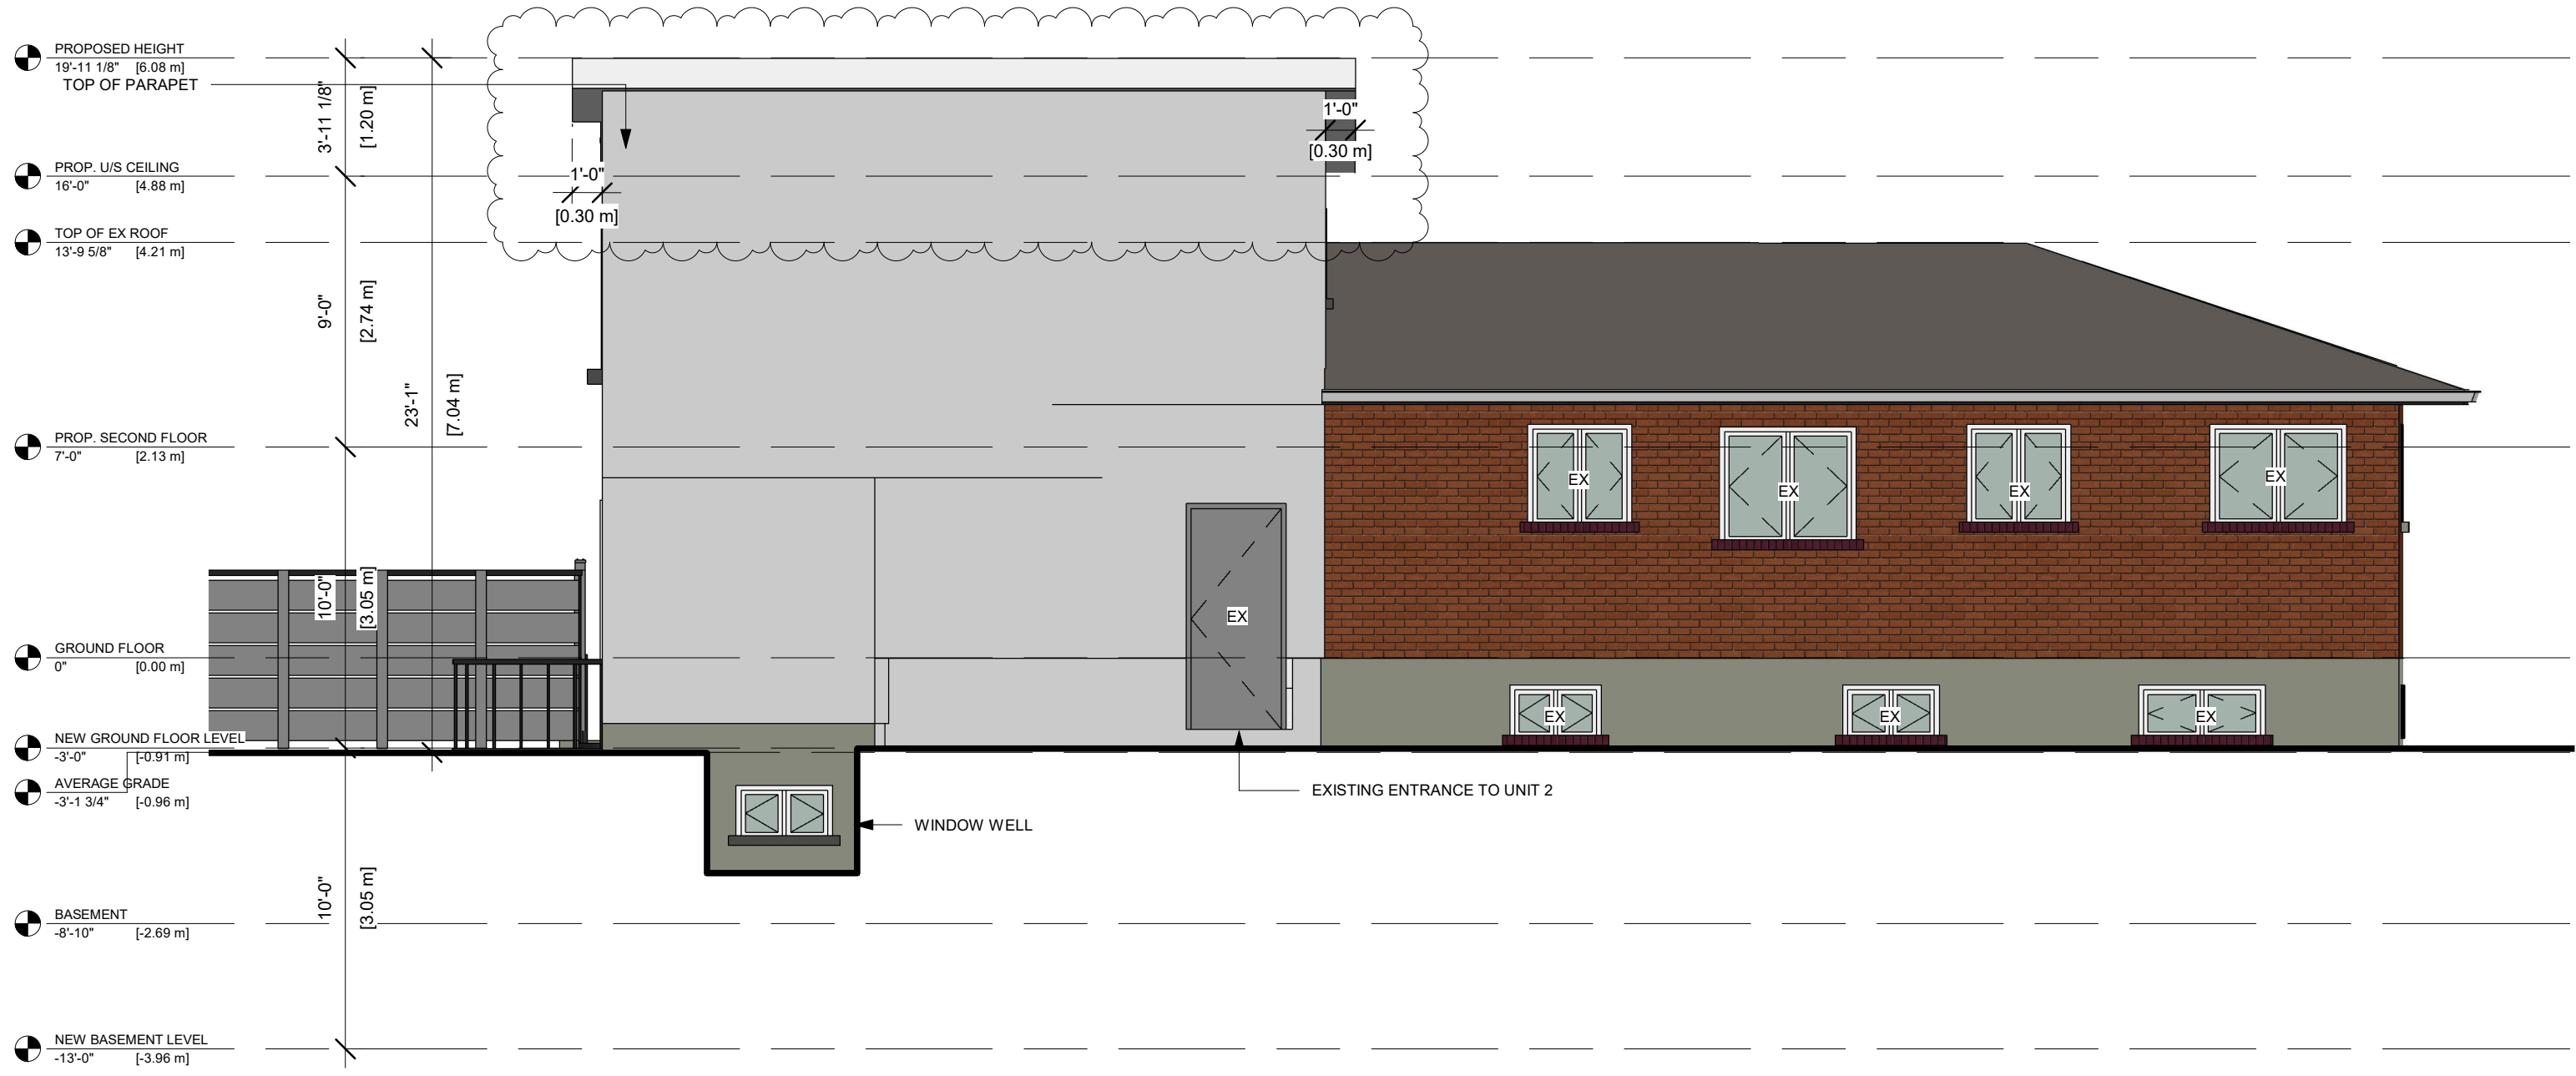 PROPOSED HEIGHT
19'-11 1/8" [6.08 m]
TOP OF PARAPET
PROP. U/S CEILING
16'-0" [4.88 m]
TOP OF EX ROOF
13'-9 5/8" [4.21 m]
PROP. SECOND FLOOR
7'-0" [2.13 m]
GROUND FLOOR
0" [0.00 m]
NEW GROUND FLOOR LEVEL
-3'-0" [-0.91 m]
AVERAGE GRADE
-3'-1 3/4" [-0.96 m]
BASEMENT
-8'-10" [-2.69 m]
NEW BASEMENT LEVEL
-13'-0" [-3.96 m]
3'-11 1/8"
[1.20 m]
9'-0"
[2.74 m]
23'-1"
[7.04 m]
10'-0"
[3.05 m]
10'-0"
[3.05 m]
1'-0"
[0.30 m]
1'-0"
[0.30 m]
EX
EX
EX
EX
EX
EX
EX
EX
EXISTING ENTRANCE TO UNIT 2
WINDOW WELL